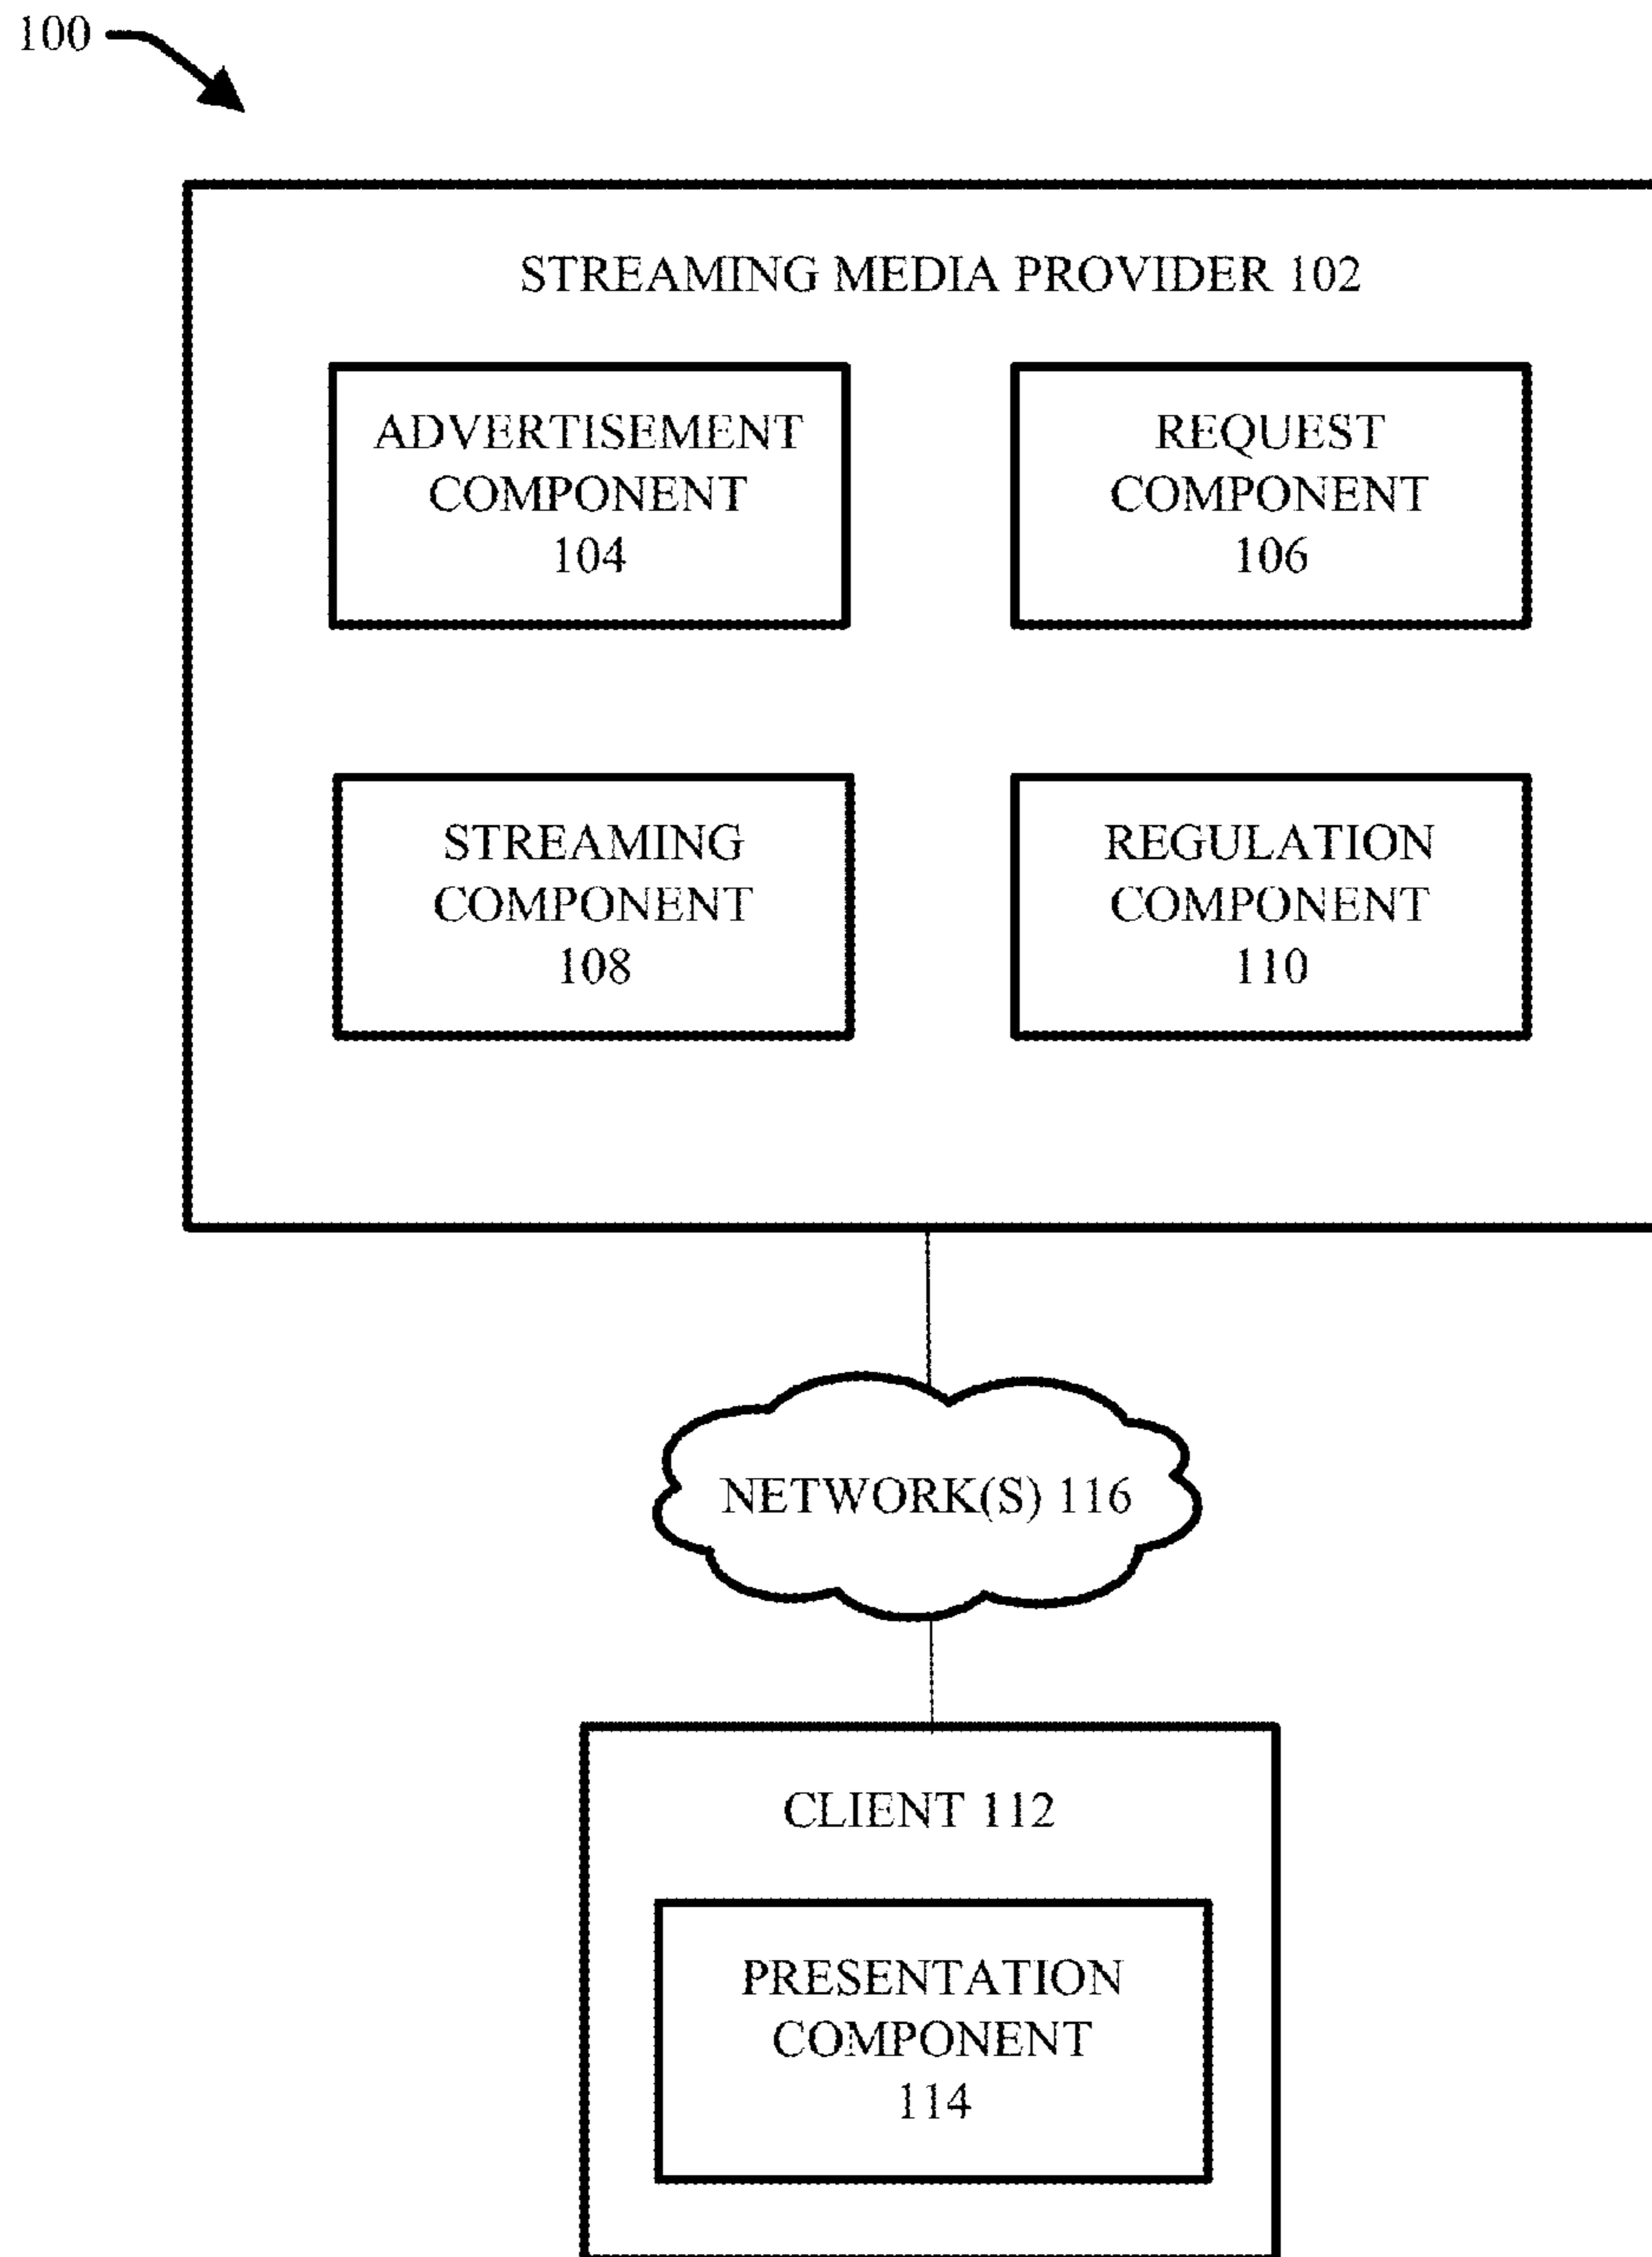 100
STREAMING MEDIA PROVIDER 102
ADVERTISEMENT
COMPONENT
104
REQUEST
COMPONENT
106
STREAMING
COMPONENT
108
REGULATION
COMPONENT
110
NETWORK(S) 116
CLIENT 112
PRESENTATION
COMPONENT
114